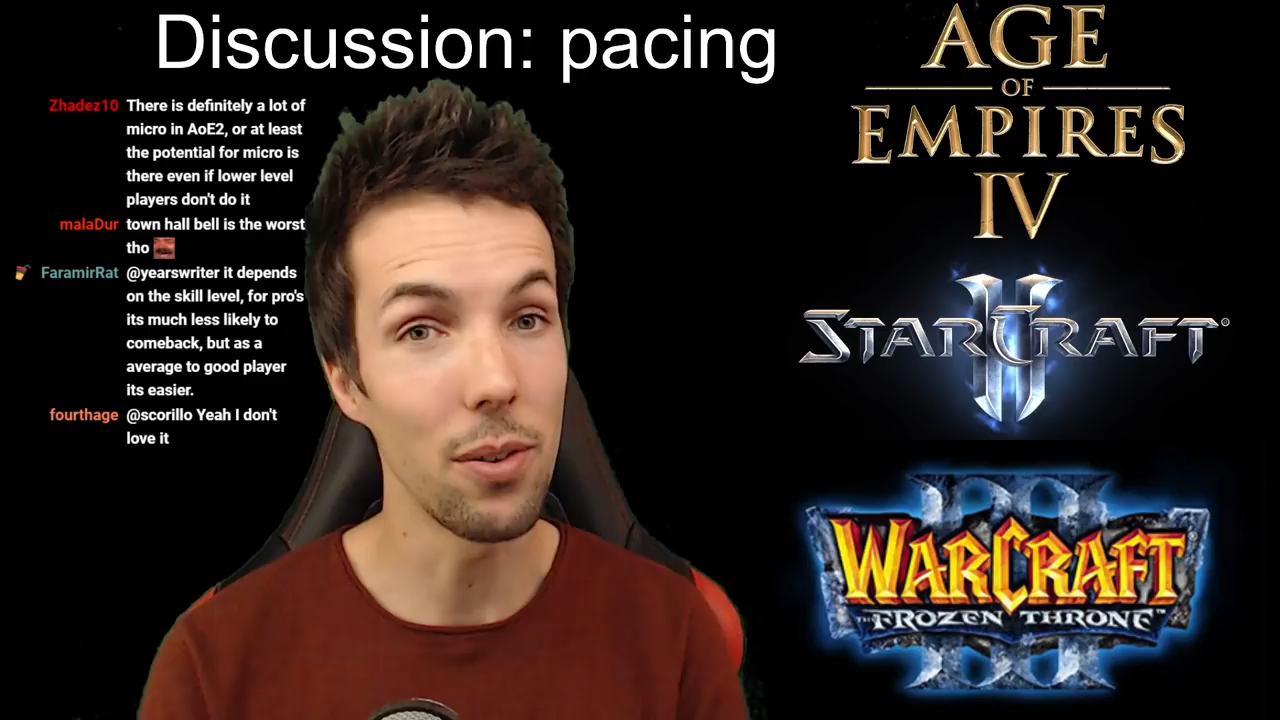 Discussion: pacing
Zhadez10 There is definitely a lot of
micro in AoE2, or at least
the potential for micro is
there even if lower level
players don't do it
malaDur town hall bell is the worst
tho
FaramirRat @yearswriter it depends
on the skill level, for pro's
its much less likely to
comeback, but as a
average to good player
its easier.
fourthage @scorillo Yeah I don't
love it
AGE
OF
EMPIRES
IV
II
STARCRAFT®
III
WARCRAFT®
THE FROZEN THRONE™